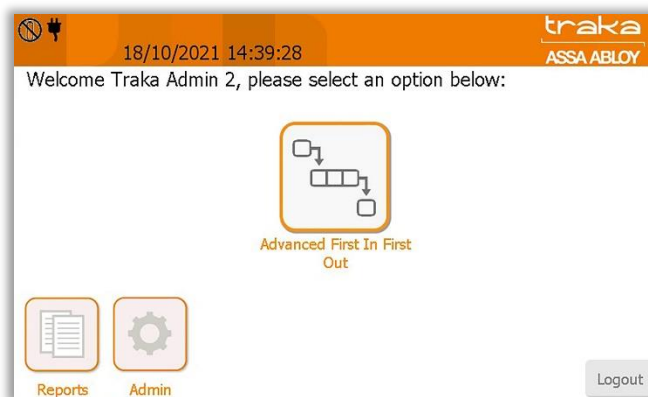 traka
18/10/2021 14:39:28
ASSA ABLOY
Welcome Traka Admin 2, please select an option below:
Advanced First In First
Out
Reports
Admin
Logout